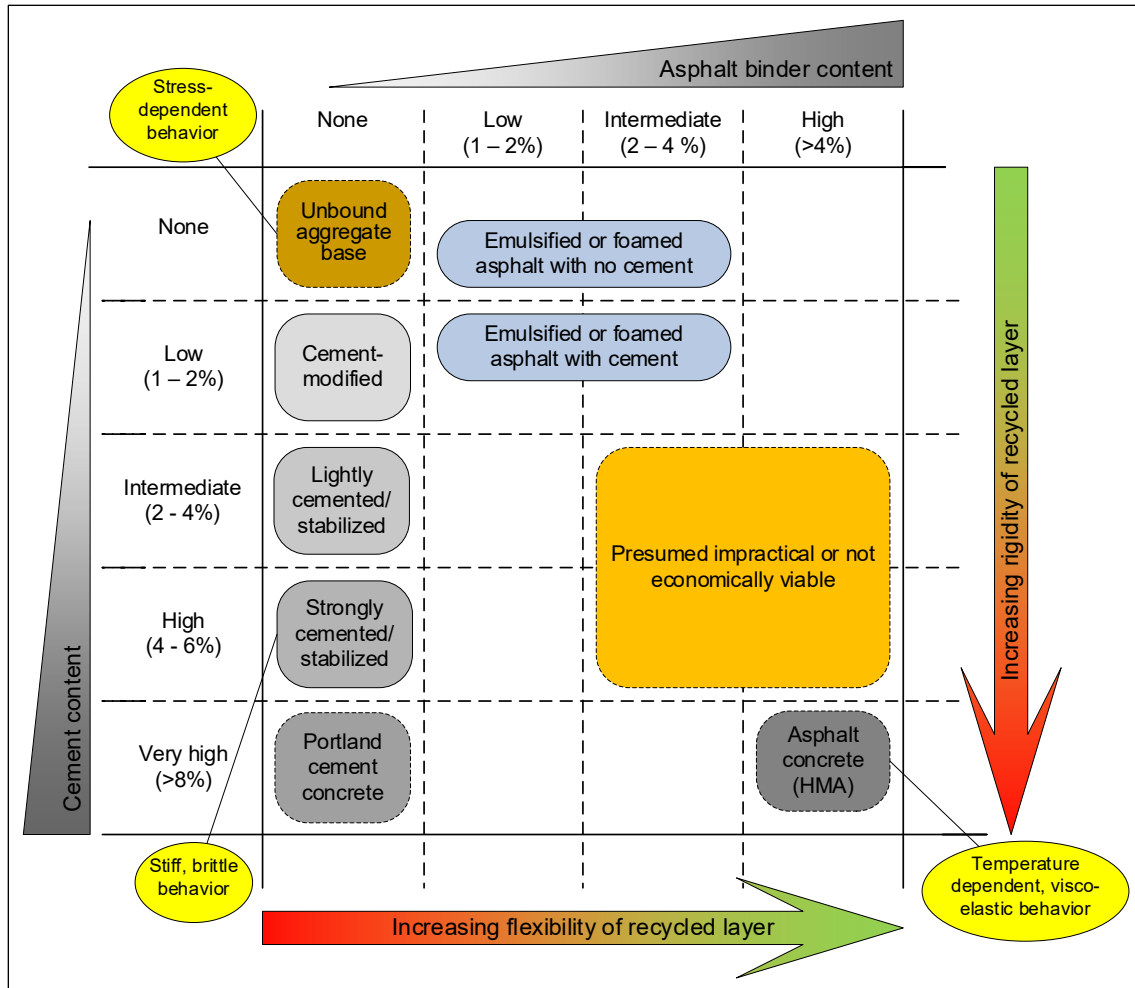 Asphalt binder content
Stress-
dependent
behavior
None
Low
(1 – 2%)
Intermediate
(2 – 4 %)
High
(>4%)
None
Unbound
aggregate
base
Emulsified or foamed
asphalt with no cement
Low
(1 – 2%)
Cement-
modified
Emulsified or foamed
asphalt with cement
Intermediate
(2 - 4%)
Lightly
cemented/
stabilized
Presumed impractical or not
economically viable
High
(4 - 6%)
Strongly
cemented/
stabilized
Very high
(>8%)
Portland
cement
concrete
Asphalt
concrete
(HMA)
Cement content
Increasing rigidity of recycled layer
Stiff, brittle
behavior
Temperature
dependent, visco-
elastic behavior
Increasing flexibility of recycled layer